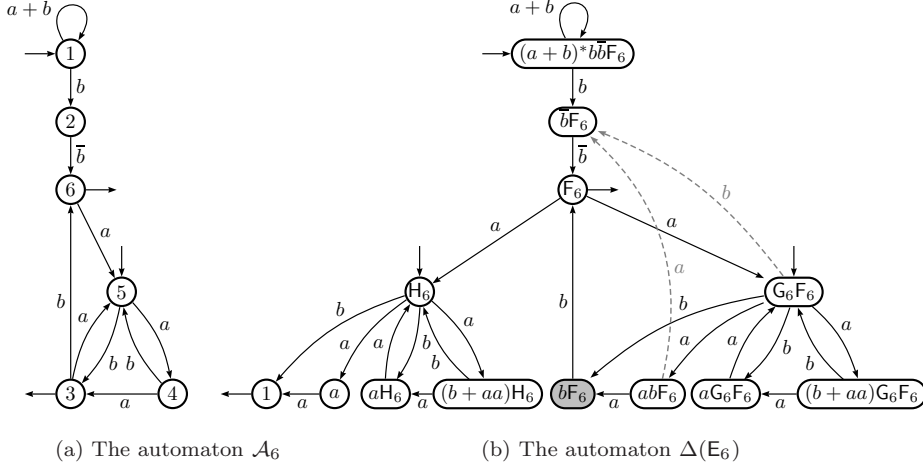 a + b
1
b
2
b̅
6
a
5
b
a
b
b
a
3
a
4
(a) The automaton 𝒜₆
a + b
(a + b)*bb̅F₆
b
b̅F₆
b̅
F₆
b
a
a
a
H₆
G₆F₆
b
a
a
b
b
a
b
b
a
a
b
b
a
1
a
a
aH₆
a
(b + aa)H₆
bF₆
a
abF₆
aG₆F₆
a
(b + aa)G₆F₆
(b) The automaton Δ(E₆)